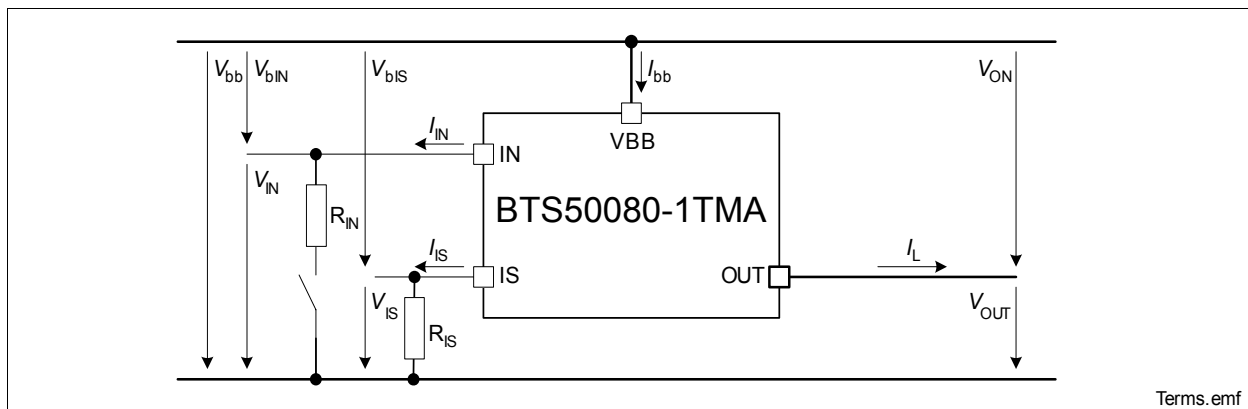 Vbb
VbIN
VbIS
Ibb
VON
VBB
IIN
IN
VIN
RIN
BTS50080-1TMA
IIS
IS
OUT
IL
VIS
RIS
VOUT
Terms.emf